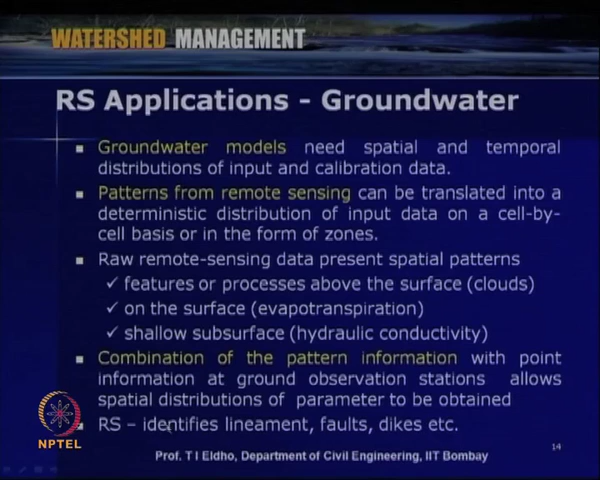 WATERSHED MANAGEMENT
RS Applications - Groundwater
▪ Groundwater models need spatial and temporal
distributions of input and calibration data.
▪ Patterns from remote sensing can be translated into a
deterministic distribution of input data on a cell-by-
cell basis or in the form of zones.
▪ Raw remote-sensing data present spatial patterns
✓ features or processes above the surface (clouds)
✓ on the surface (evapotranspiration)
✓ shallow subsurface (hydraulic conductivity)
▪ Combination of the pattern information with point
information at ground observation stations allows
spatial distributions of parameter to be obtained
▪ RS – identifies lineament, faults, dikes etc.
NPTEL
Prof. T I Eldho, Department of Civil Engineering, IIT Bombay
14